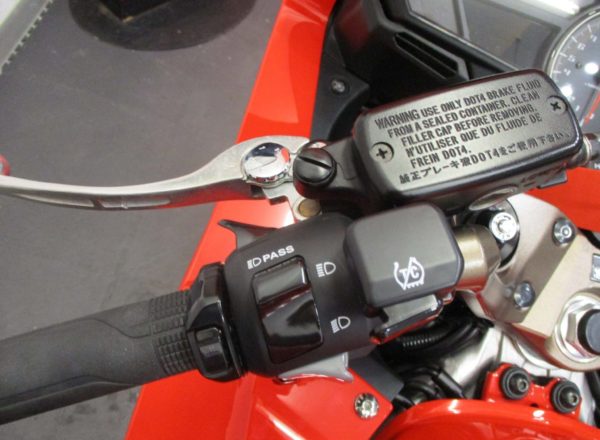 WARNING USE ONLY DOT4 BRAKE FLUID
FROM A SEALED CONTAINER. CLEAN
FILLER CAP BEFORE REMOVING.
N'UTILISER QUE DU FLUIDE DE
FREIN DOT4.
純正ブレーキ液DOT4をご使用下さい。
PASS
TC